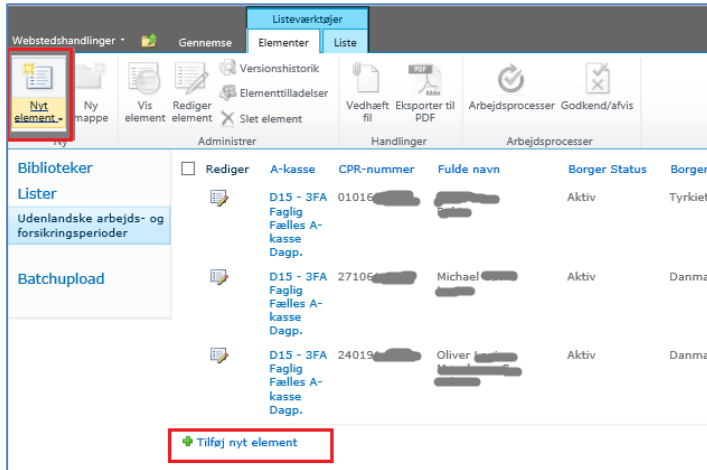 Listeværktøjer
Webstedshandlinger Gennemse Elementer Liste
Nyt element
Ny mappe
Vis element
Rediger element
Versionshistorik
Elementtilladelser
Slet element
Vedhæft fil
Eksporter til PDF
Arbejdsprocesser
Godkend/afvis
Ny
Administrer
Handlinger
Arbejdsprocesser
Biblioteker
Lister
Udenlandske arbejds- og
forsikringsperioder
Batchupload
Rediger A-kasse CPR-nummer Fulde navn Borger Status Borger
D15 - 3FA 01016 Aktiv Tyrkiet
Faglig
Fælles A-
kasse
Dagp.
D15 - 3FA 27106 Michael Aktiv Danma
Faglig
Fælles A-
kasse
Dagp.
D15 - 3FA 24019 Oliver Aktiv Danma
Faglig
Fælles A-
kasse
Dagp.
Tilføj nyt element